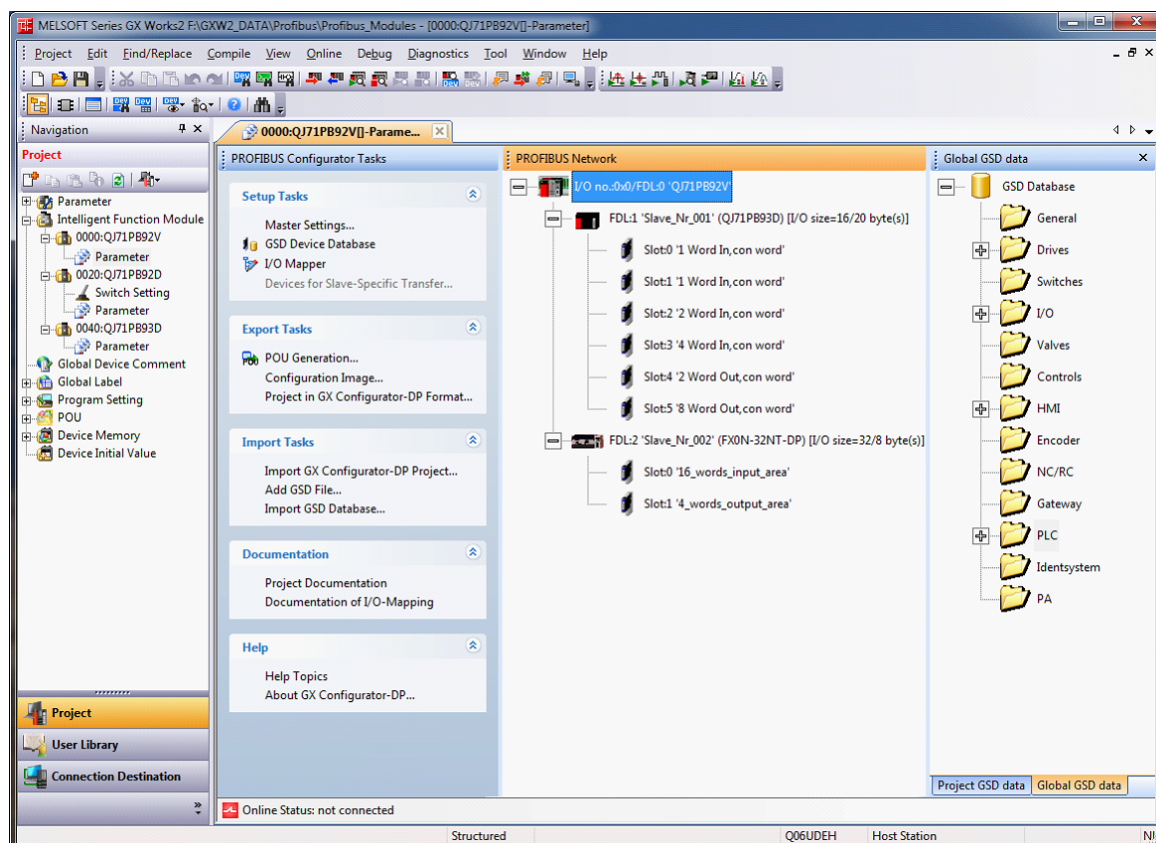 MELSOFT Series GX Works2 F:\GXW2_DATA\Profibus\Profibus_Modules - [0000:QJ71PB92V[]-Parameter]
Project Edit Find/Replace Compile View Online Debug Diagnostics Tool Window Help
Navigation
0000:QJ71PB92V[]-Parame...
Project
Parameter
Intelligent Function Module
0000:QJ71PB92V
Parameter
0020:QJ71PB92D
Switch Setting
Parameter
0040:QJ71PB93D
Parameter
Global Device Comment
Global Label
Program Setting
POU
Device Memory
Device Initial Value
Project
User Library
Connection Destination
PROFIBUS Configurator Tasks
Setup Tasks
Master Settings...
GSD Device Database
I/O Mapper
Devices for Slave-Specific Transfer...
Export Tasks
POU Generation...
Configuration Image...
Project in GX Configurator-DP Format...
Import Tasks
Import GX Configurator-DP Project...
Add GSD File...
Import GSD Database...
Documentation
Project Documentation
Documentation of I/O-Mapping
Help
Help Topics
About GX Configurator-DP...
PROFIBUS Network
I/O no.:0x0/FDL:0 'QJ71PB92V'
FDL:1 'Slave_Nr_001' (QJ71PB93D) [I/O size=16/20 byte(s)]
Slot:0 '1 Word In,con word'
Slot:1 '1 Word In,con word'
Slot:2 '2 Word In,con word'
Slot:3 '4 Word In,con word'
Slot:4 '2 Word Out,con word'
Slot:5 '8 Word Out,con word'
FDL:2 'Slave_Nr_002' (FX0N-32NT-DP) [I/O size=32/8 byte(s)]
Slot:0 '16_words_input_area'
Slot:1 '4_words_output_area'
Global GSD data
GSD Database
General
Drives
Switches
I/O
Valves
Controls
HMI
Encoder
NC/RC
Gateway
PLC
Identsystem
PA
Project GSD data Global GSD data
Online Status: not connected
Structured Q06UDEH Host Station